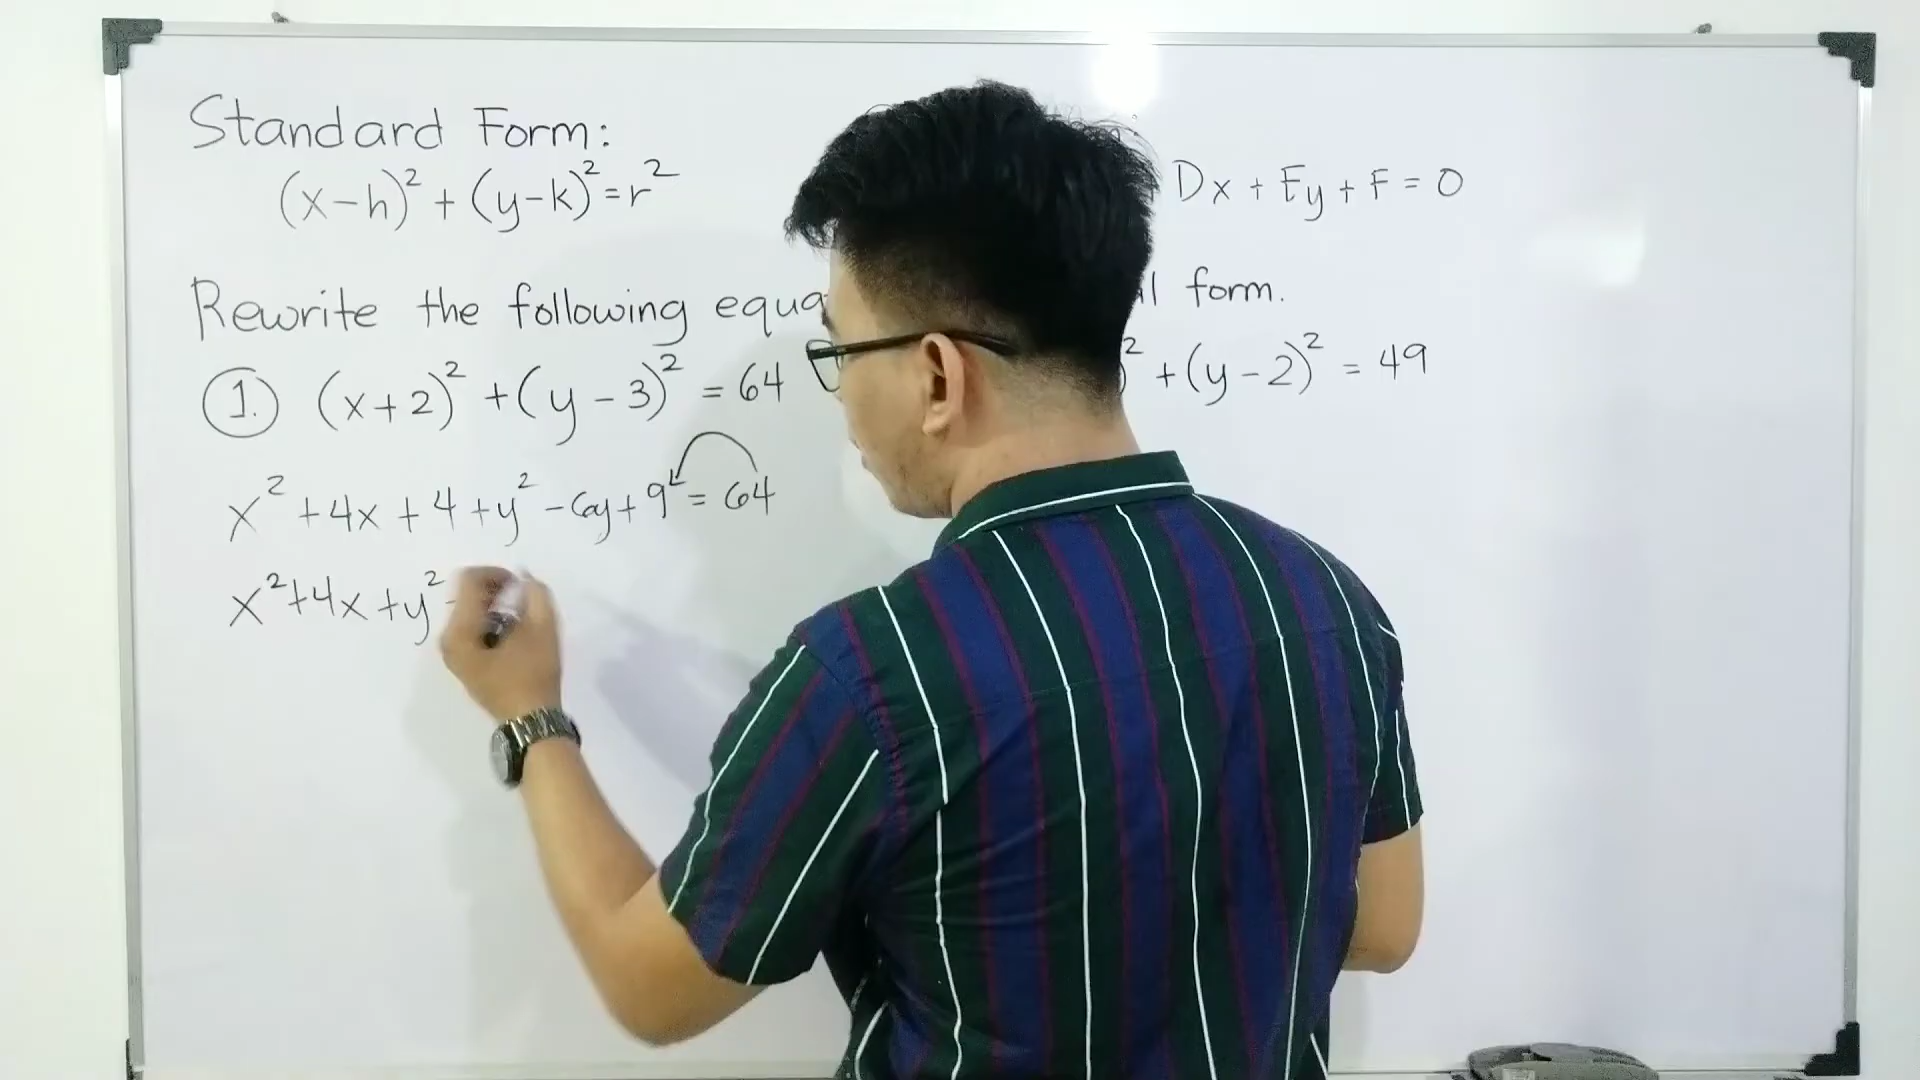 Standard Form:
(x-h)² + (y-k)² = r²
Dx + Ey + F = 0
Rewrite the following
form.
1. (x+2)² + (y-3)² = 64
² + (y-2)² = 49
x² + 4x + 4 + y² - 6y + 9 = 64
x² + 4x + y²